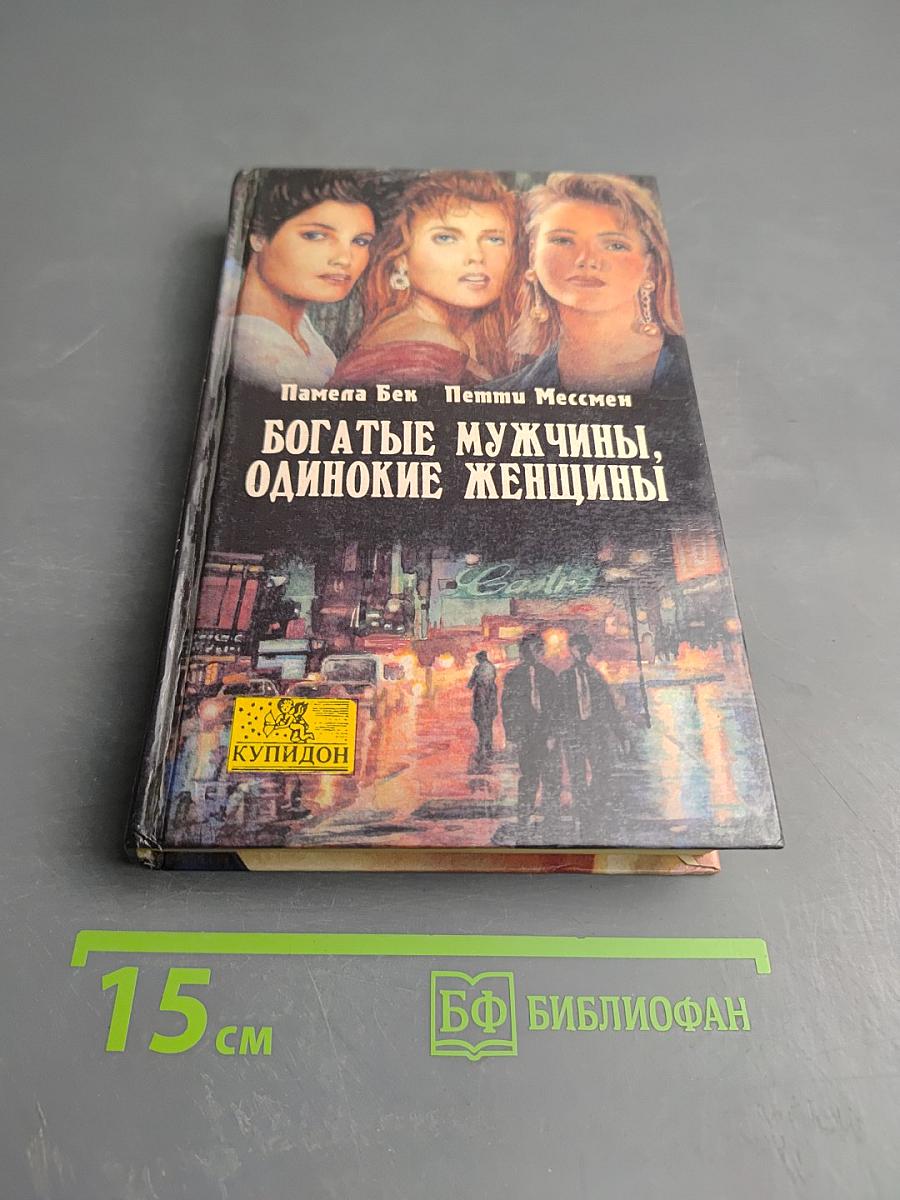 Памела Бек Петти Мессмен
БОГАТЫЕ МУЖЧИНЫ,
ОДИНОКИЕ ЖЕНЩИНЫ
КУПИДОН
15 см
БФ БИБЛИОФАН